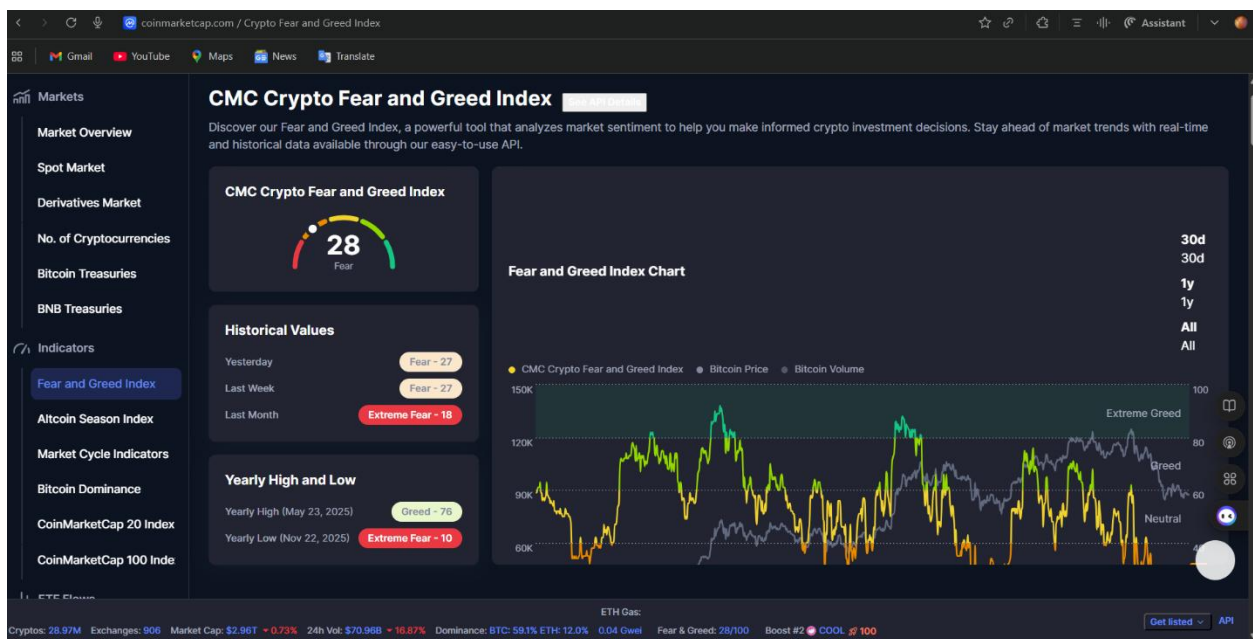 coinmarketcap.com / Crypto Fear and Greed Index
Assistant
Gmail
YouTube
Maps
News
Translate
Markets
Market Overview
Spot Market
Derivatives Market
No. of Cryptocurrencies
Bitcoin Treasuries
BNB Treasuries
Indicators
Fear and Greed Index
Altcoin Season Index
Market Cycle Indicators
Bitcoin Dominance
CoinMarketCap 20 Index
CoinMarketCap 100 Inde
ETF Flows
CMC Crypto Fear and Greed Index
See API Details
Discover our Fear and Greed Index, a powerful tool that analyzes market sentiment to help you make informed crypto investment decisions. Stay ahead of market trends with real-time
and historical data available through our easy-to-use API.
CMC Crypto Fear and Greed Index
28
Fear
Historical Values
Yesterday Fear - 27
Last Week Fear - 27
Last Month Extreme Fear - 18
Yearly High and Low
Yearly High (May 23, 2025) Greed - 76
Yearly Low (Nov 22, 2025) Extreme Fear - 10
Fear and Greed Index Chart
30d
30d
1y
1y
All
All
CMC Crypto Fear and Greed Index Bitcoin Price Bitcoin Volume
150K 100
Extreme Greed
120K 80
Greed
90K 60
Neutral
60K
ETH Gas:
Cryptos: 28.97M Exchanges: 906 Market Cap: $2.96T 0.73% 24h Vol: $70.96B 16.87% Dominance: BTC: 59.1% ETH: 12.0% 0.04 Gwei Fear & Greed: 28/100 Boost #2 COOL 100
Get listed API